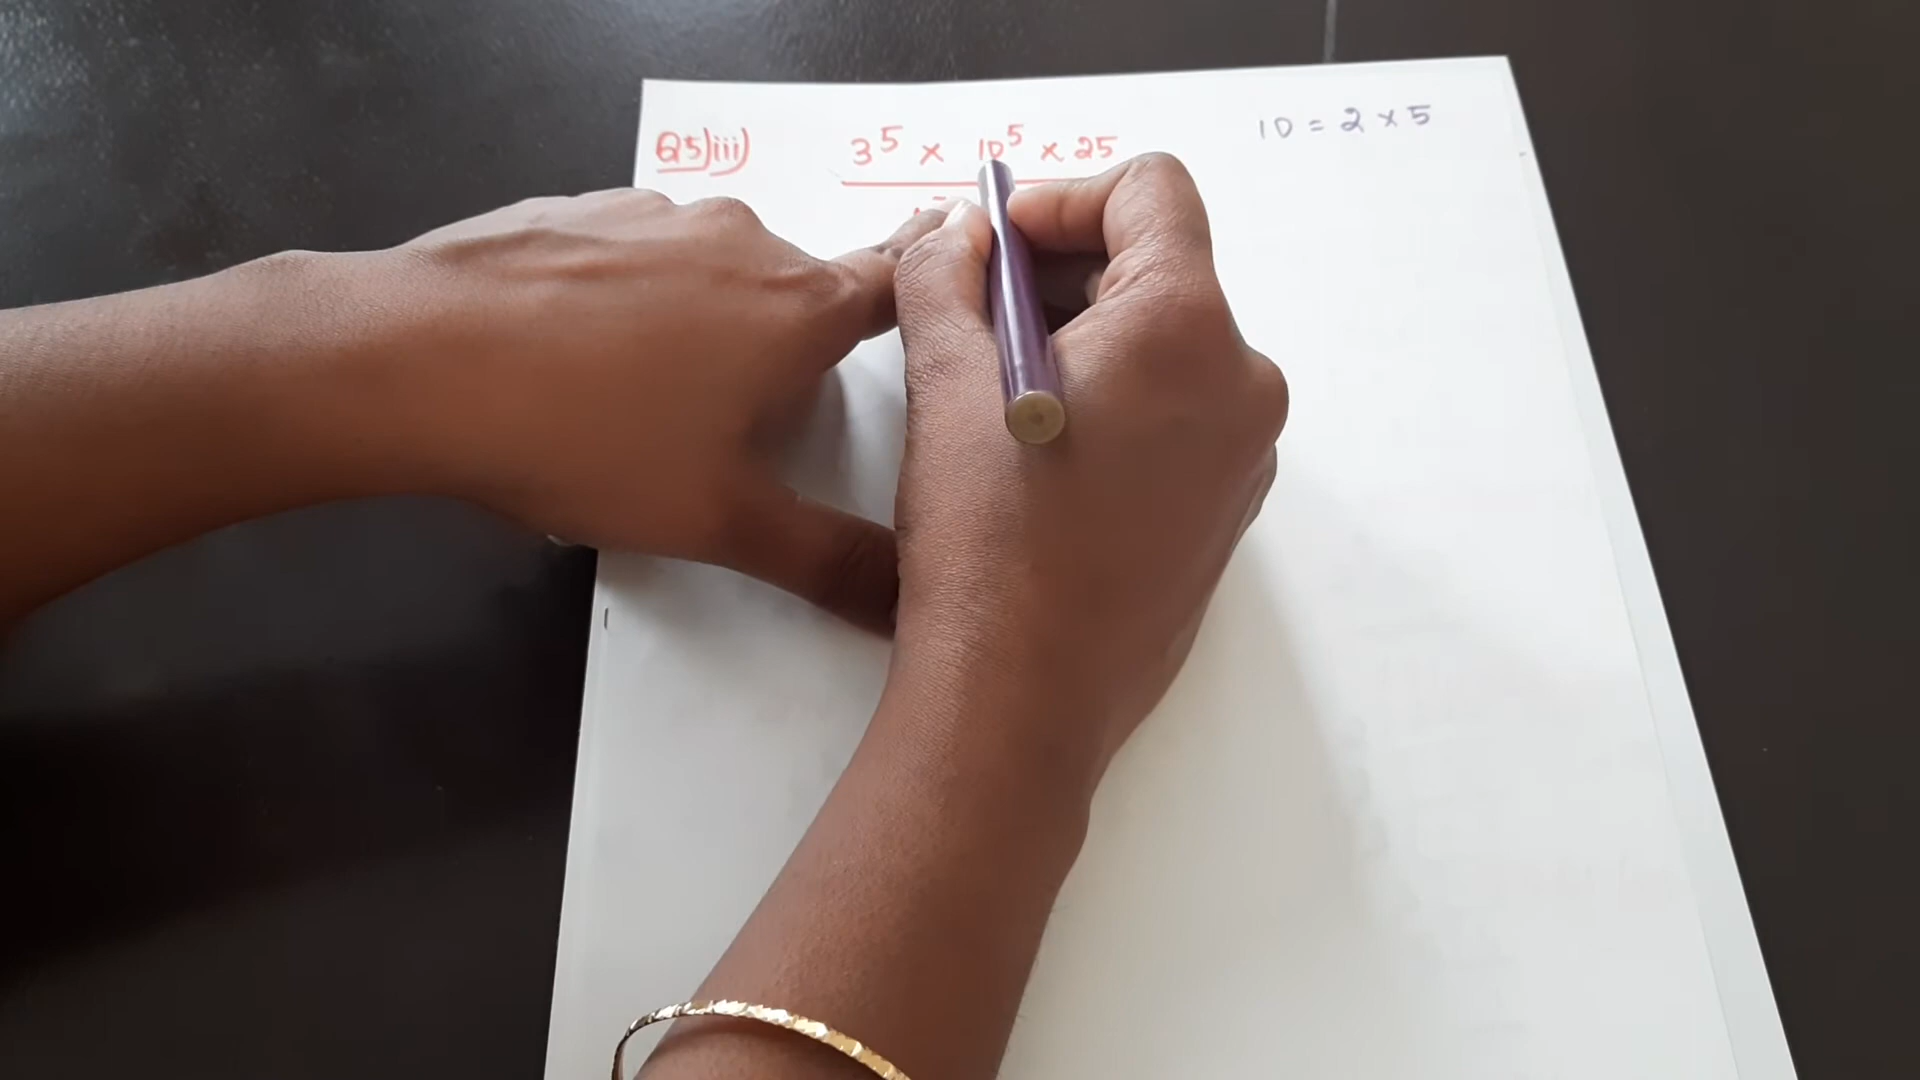 Q5)iii) 3⁵ × 10⁵ × 25
10 = 2 × 5